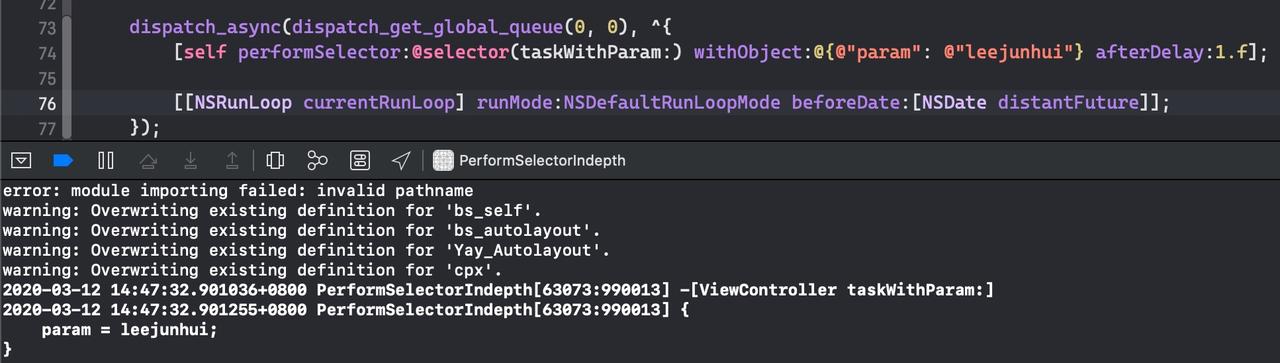 72
73 dispatch_async(dispatch_get_global_queue(0, 0), ^{
74 [self performSelector:@selector(taskWithParam:) withObject:@{@"param": @"leejunhui"} afterDelay:1.f];
75
76 [[NSRunLoop currentRunLoop] runMode:NSDefaultRunLoopMode beforeDate:[NSDate distantFuture]];
77 });
PerformSelectorIndepth
error: module importing failed: invalid pathname
warning: Overwriting existing definition for 'bs_self'.
warning: Overwriting existing definition for 'bs_autolayout'.
warning: Overwriting existing definition for 'Yay_Autolayout'.
warning: Overwriting existing definition for 'cpx'.
2020-03-12 14:47:32.901036+0800 PerformSelectorIndepth[63073:990013] -[ViewController taskWithParam:]
2020-03-12 14:47:32.901255+0800 PerformSelectorIndepth[63073:990013] {
    param = leejunhui;
}